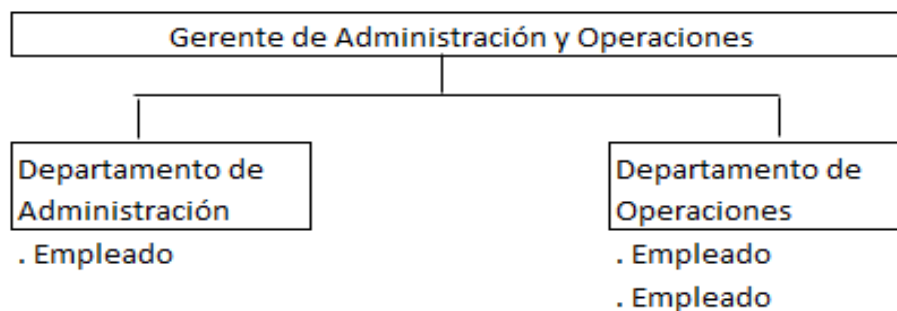 Gerente de Administración y Operaciones
Departamento de
Administración
. Empleado
Departamento de
Operaciones
. Empleado
. Empleado